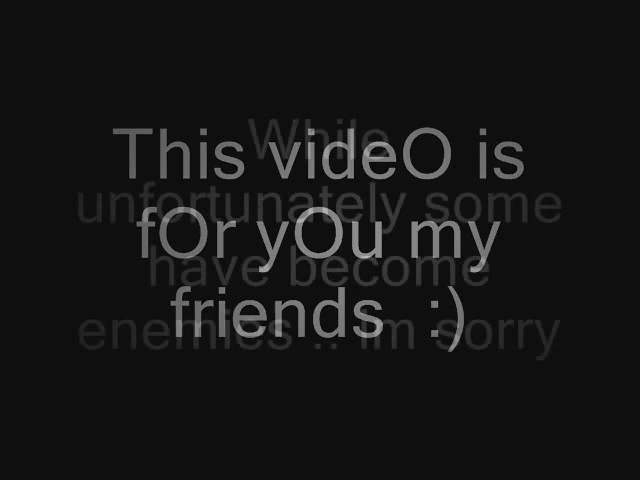 While
unfortunately some
have become
enemies .. im sorry
This videO is
fOr yOu my
friends :)